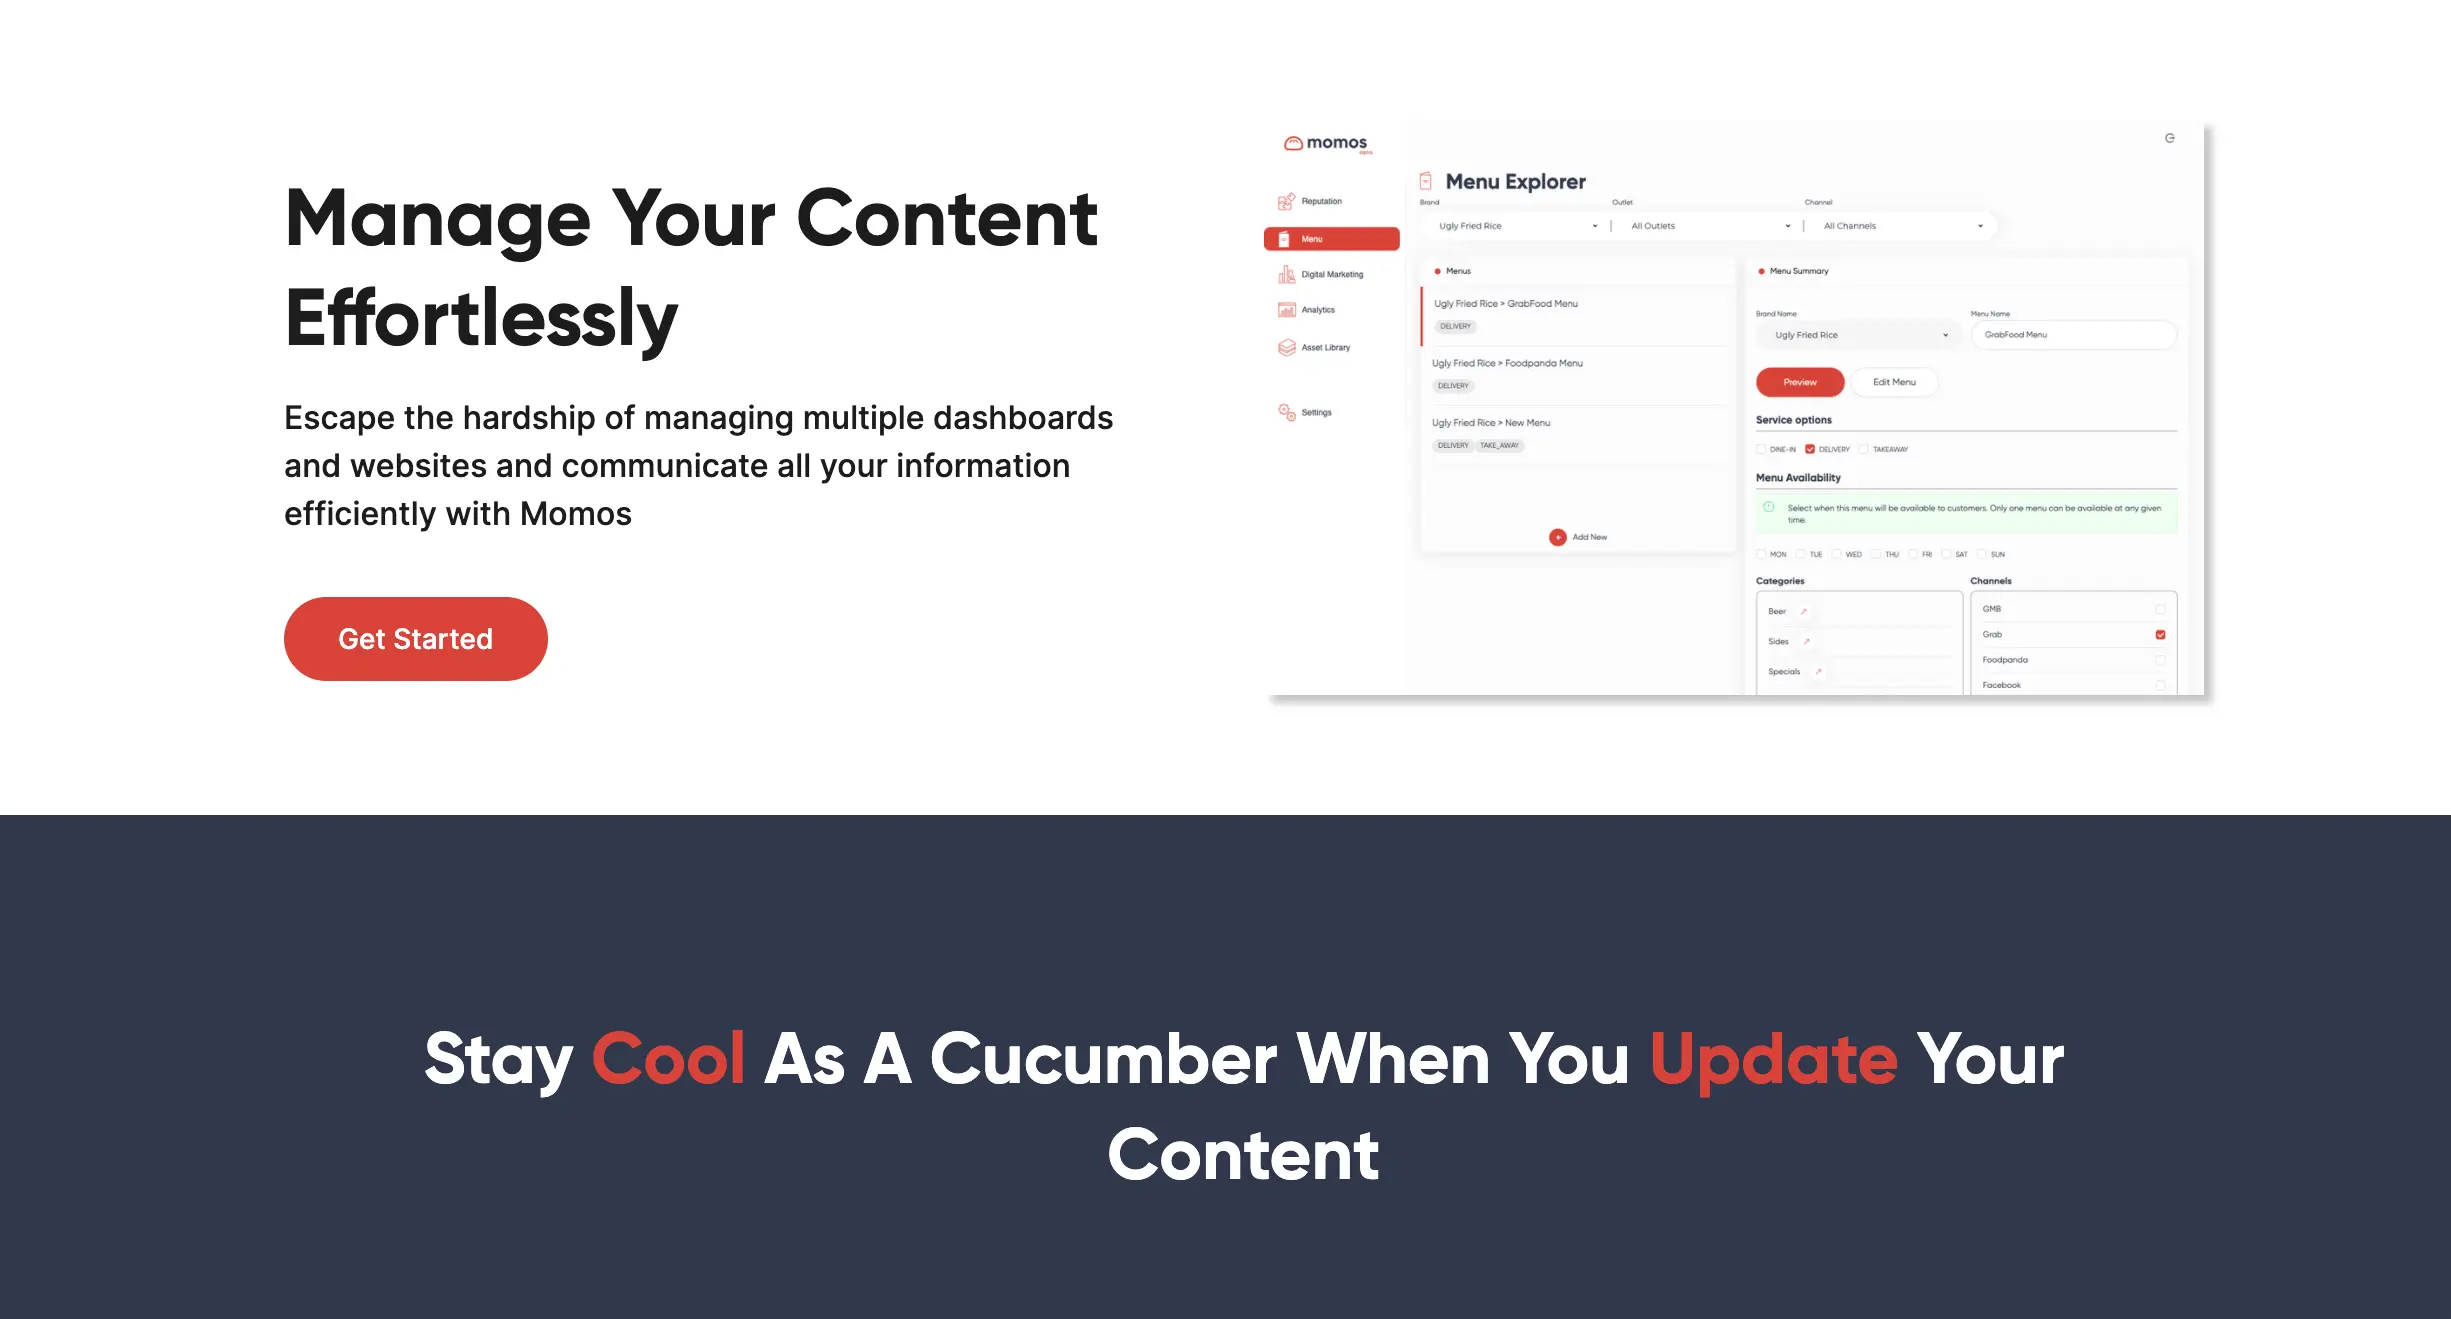 Manage Your Content
Effortlessly
Escape the hardship of managing multiple dashboards
and websites and communicate all your information
efficiently with Momos
Get Started
momos
alpha
Reputation
Menu
Digital Marketing
Analytics
Asset Library
Settings
Menu Explorer
Brand Outlet Channel
Ugly Fried Rice All Outlets All Channels
Menus
Ugly Fried Rice > GrabFood Menu
DELIVERY
Ugly Fried Rice > Foodpanda Menu
DELIVERY
Ugly Fried Rice > New Menu
DELIVERY TAKE_AWAY
+ Add New
Menu Summary
Brand Name Menu Name
Ugly Fried Rice GrabFood Menu
Preview Edit Menu
Service options
DINE-IN DELIVERY TAKEAWAY
Menu Availability
Select when this menu will be available to customers. Only one menu can be available at any given
time.
MON TUE WED THU FRI SAT SUN
Categories
Beer
Sides
Specials
Channels
GMB
Grab
Foodpanda
Facebook
Stay Cool As A Cucumber When You Update Your
Content